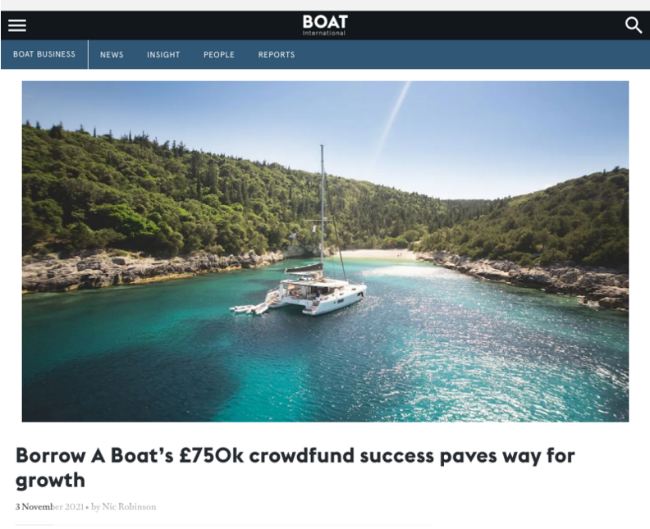 BOAT
International
BOAT BUSINESS
NEWS
INSIGHT
PEOPLE
REPORTS
Borrow A Boat's £750k crowdfund success paves way for
growth
3 November 2021 • by Nic Robinson